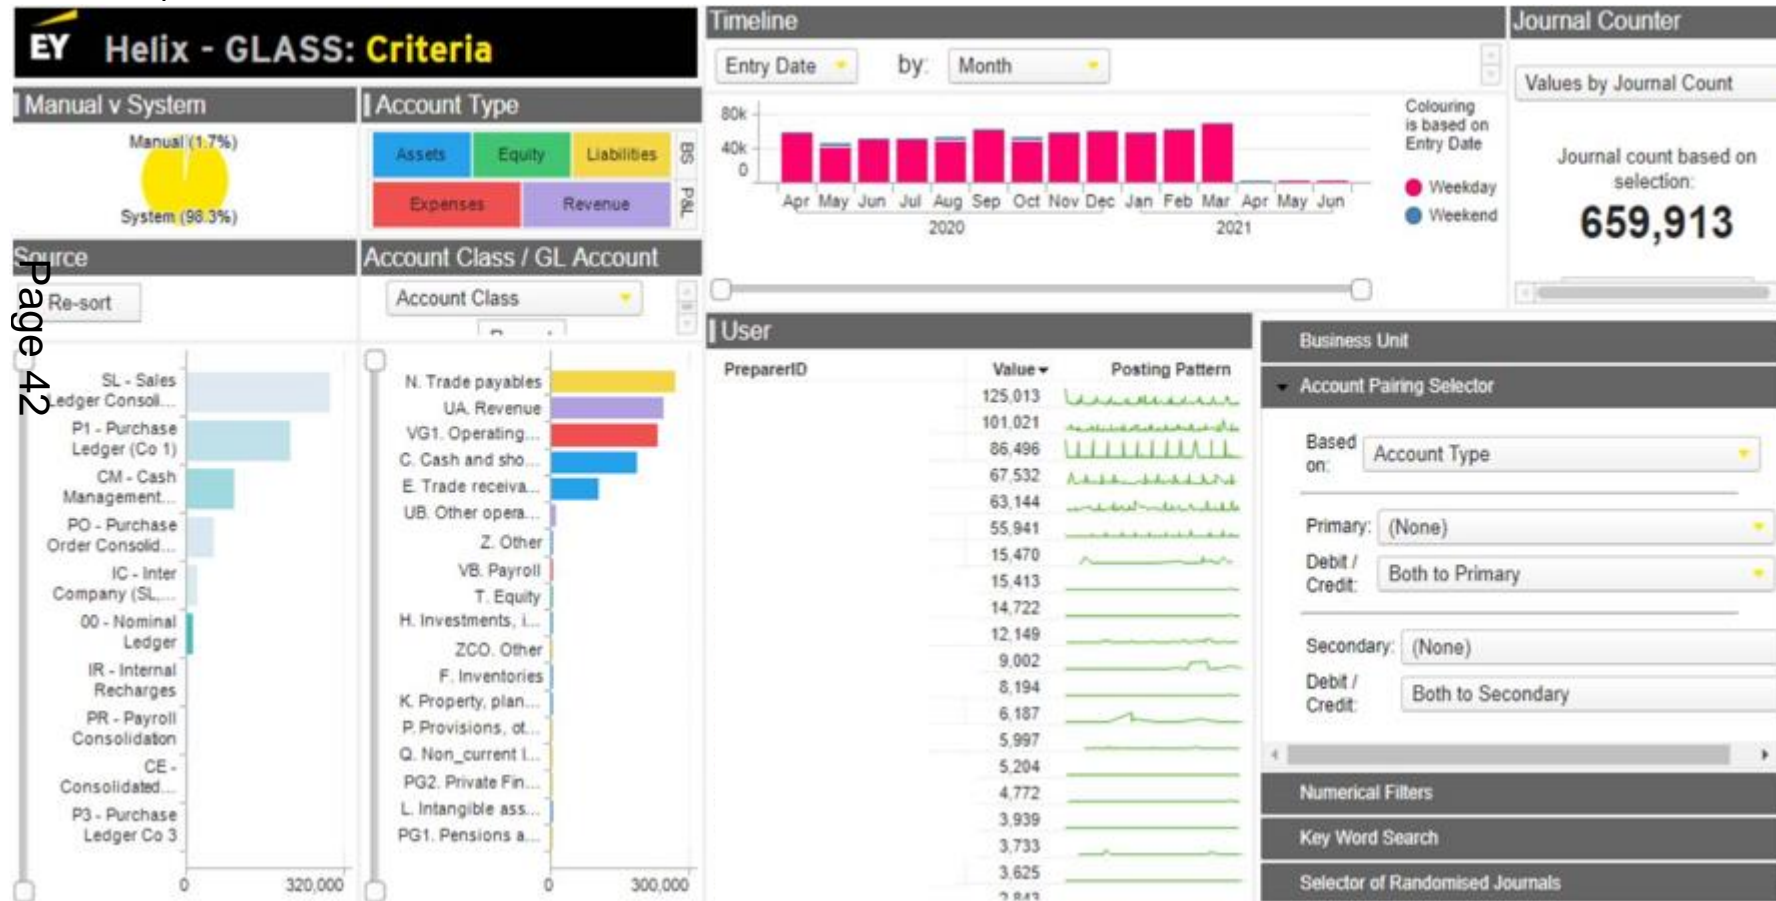 EY Helix - GLASS: Criteria
Manual v System
Manual (1.7%)
System (98.3%)
Account Type
Assets
Equity
Liabilities
BS
Expenses
Revenue
P&L
Timeline
Entry Date
by:
Month
80k
40k
0
Apr May Jun Jul Aug Sep Oct Nov Dec Jan Feb Mar Apr May Jun
2020
2021
Colouring
is based on
Entry Date
Weekday
Weekend
Journal Counter
Values by Journal Count
Journal count based on
selection:
659,913
Source
Re-sort
Page 42
SL - Sales
Ledger Consoli...
P1 - Purchase
Ledger (Co 1)
CM - Cash
Management...
PO - Purchase
Order Consolid...
IC - Inter
Company (SL,...
00 - Nominal
Ledger
IR - Internal
Recharges
PR - Payroll
Consolidation
CE -
Consolidated...
P3 - Purchase
Ledger Co 3
0
320,000
Account Class / GL Account
Account Class
N. Trade payables
UA. Revenue
VG1. Operating...
C. Cash and sho...
E. Trade receiva...
UB. Other opera...
Z. Other
VB. Payroll
T. Equity
H. Investments, i...
ZCO. Other
F. Inventories
K. Property, plan...
P. Provisions, ot...
Q. Non_current l...
PG2. Private Fin...
L. Intangible ass...
PG1. Pensions a...
0
300,000
User
PreparerID
Value
Posting Pattern
125,013
101,021
86,496
67,532
63,144
55,941
15,470
15,413
14,722
12,149
9,002
8,194
6,187
5,997
5,204
4,772
3,939
3,733
3,625
Business Unit
Account Pairing Selector
Based
on:
Account Type
Primary:
(None)
Debit /
Credit:
Both to Primary
Secondary:
(None)
Debit /
Credit:
Both to Secondary
Numerical Filters
Key Word Search
Selector of Randomised Journals